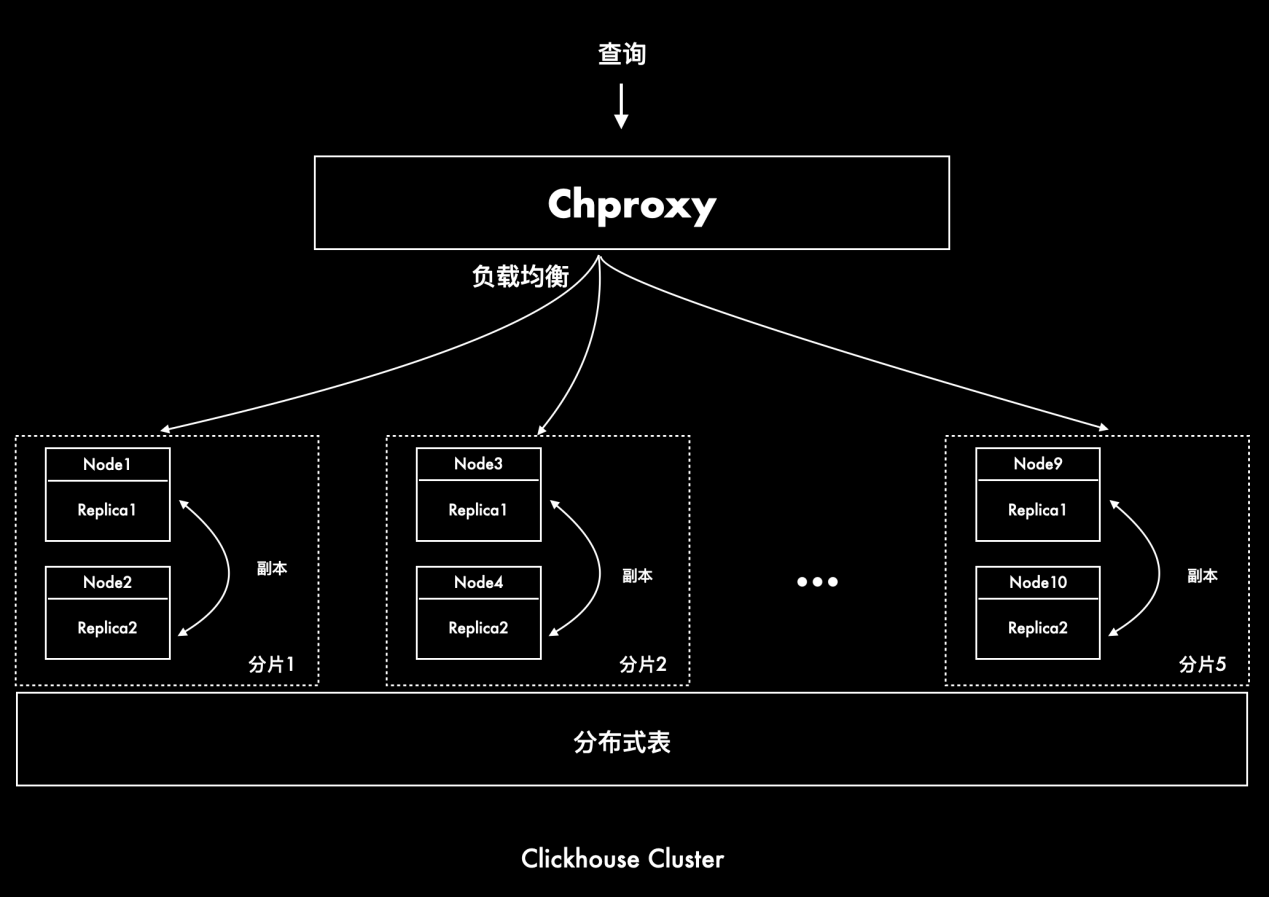 查询
Chproxy
负载均衡
Node1
Replica1
副本
Node2
Replica2
分片1
Node3
Replica1
副本
Node4
Replica2
分片2
Node9
Replica1
副本
Node10
Replica2
分片5
分布式表
Clickhouse Cluster